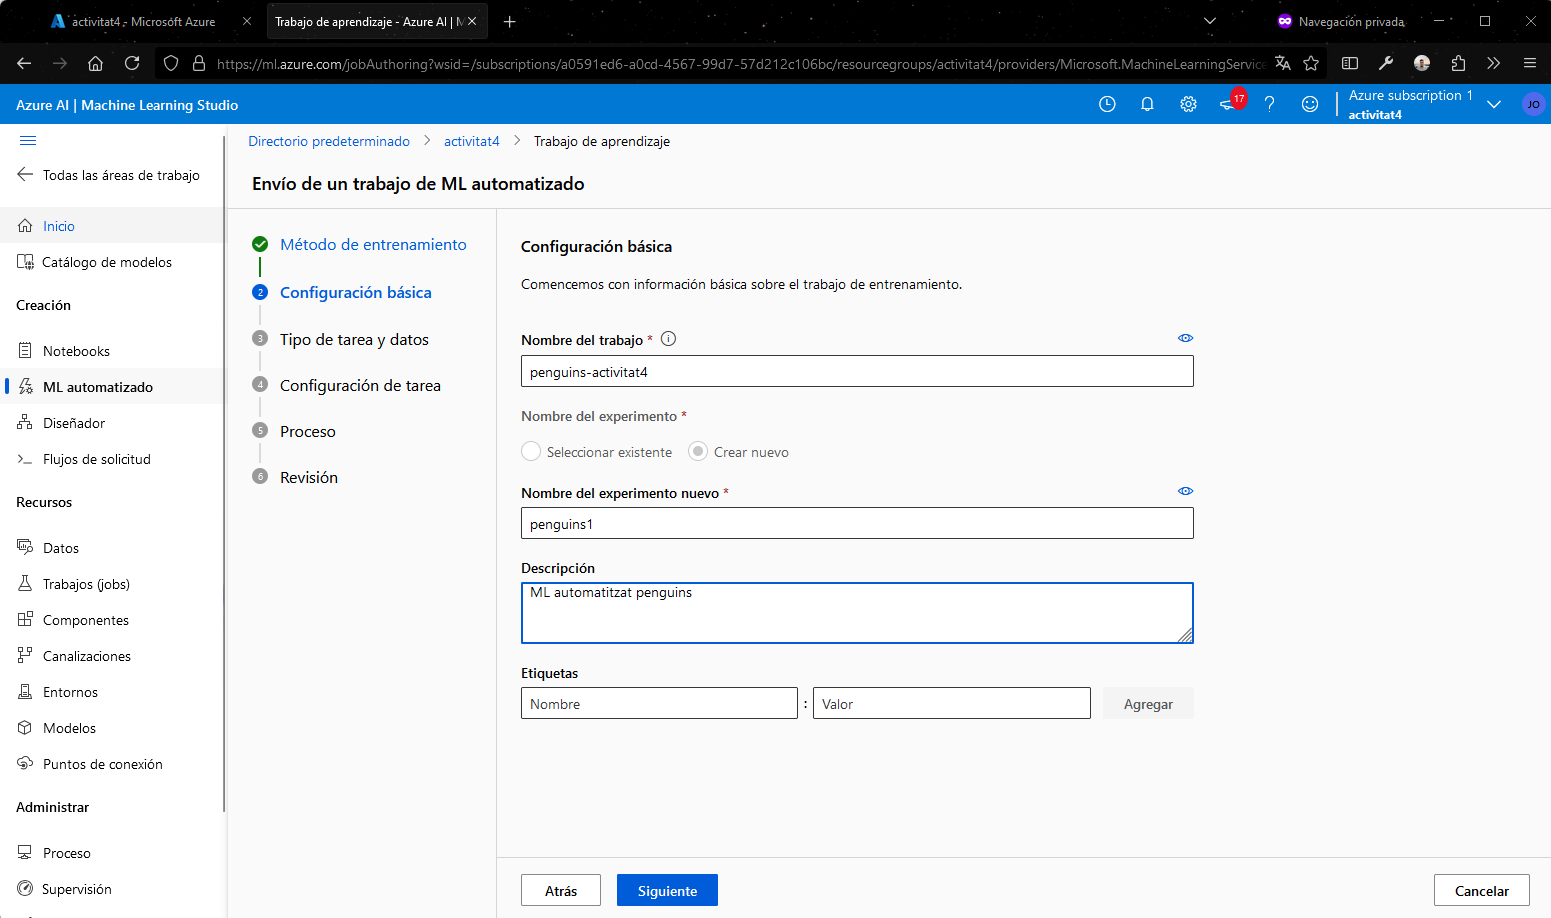 activitat4 - Microsoft Azure
Trabajo de aprendizaje - Azure AI | M
Navegación privada
https://ml.azure.com/jobAuthoring?wsid=/subscriptions/a0591ed6-a0cd-4567-99d7-57d212c106bc/resourcegroups/activitat4/providers/Microsoft.MachineLearningService
Azure AI | Machine Learning Studio
17
Azure subscription 1
activitat4
JO
Todas las áreas de trabajo
Inicio
Catálogo de modelos
Creación
Notebooks
ML automatizado
Diseñador
Flujos de solicitud
Recursos
Datos
Trabajos (jobs)
Componentes
Canalizaciones
Entornos
Modelos
Puntos de conexión
Administrar
Proceso
Supervisión
Directorio predeterminado > activitat4 > Trabajo de aprendizaje
Envío de un trabajo de ML automatizado
Método de entrenamiento
2 Configuración básica
3 Tipo de tarea y datos
4 Configuración de tarea
5 Proceso
6 Revisión
Configuración básica
Comencemos con información básica sobre el trabajo de entrenamiento.
Nombre del trabajo *
penguins-activitat4
Nombre del experimento *
Seleccionar existente Crear nuevo
Nombre del experimento nuevo *
penguins1
Descripción
ML automatitzat penguins
Etiquetas
Nombre : Valor Agregar
Atrás Siguiente Cancelar